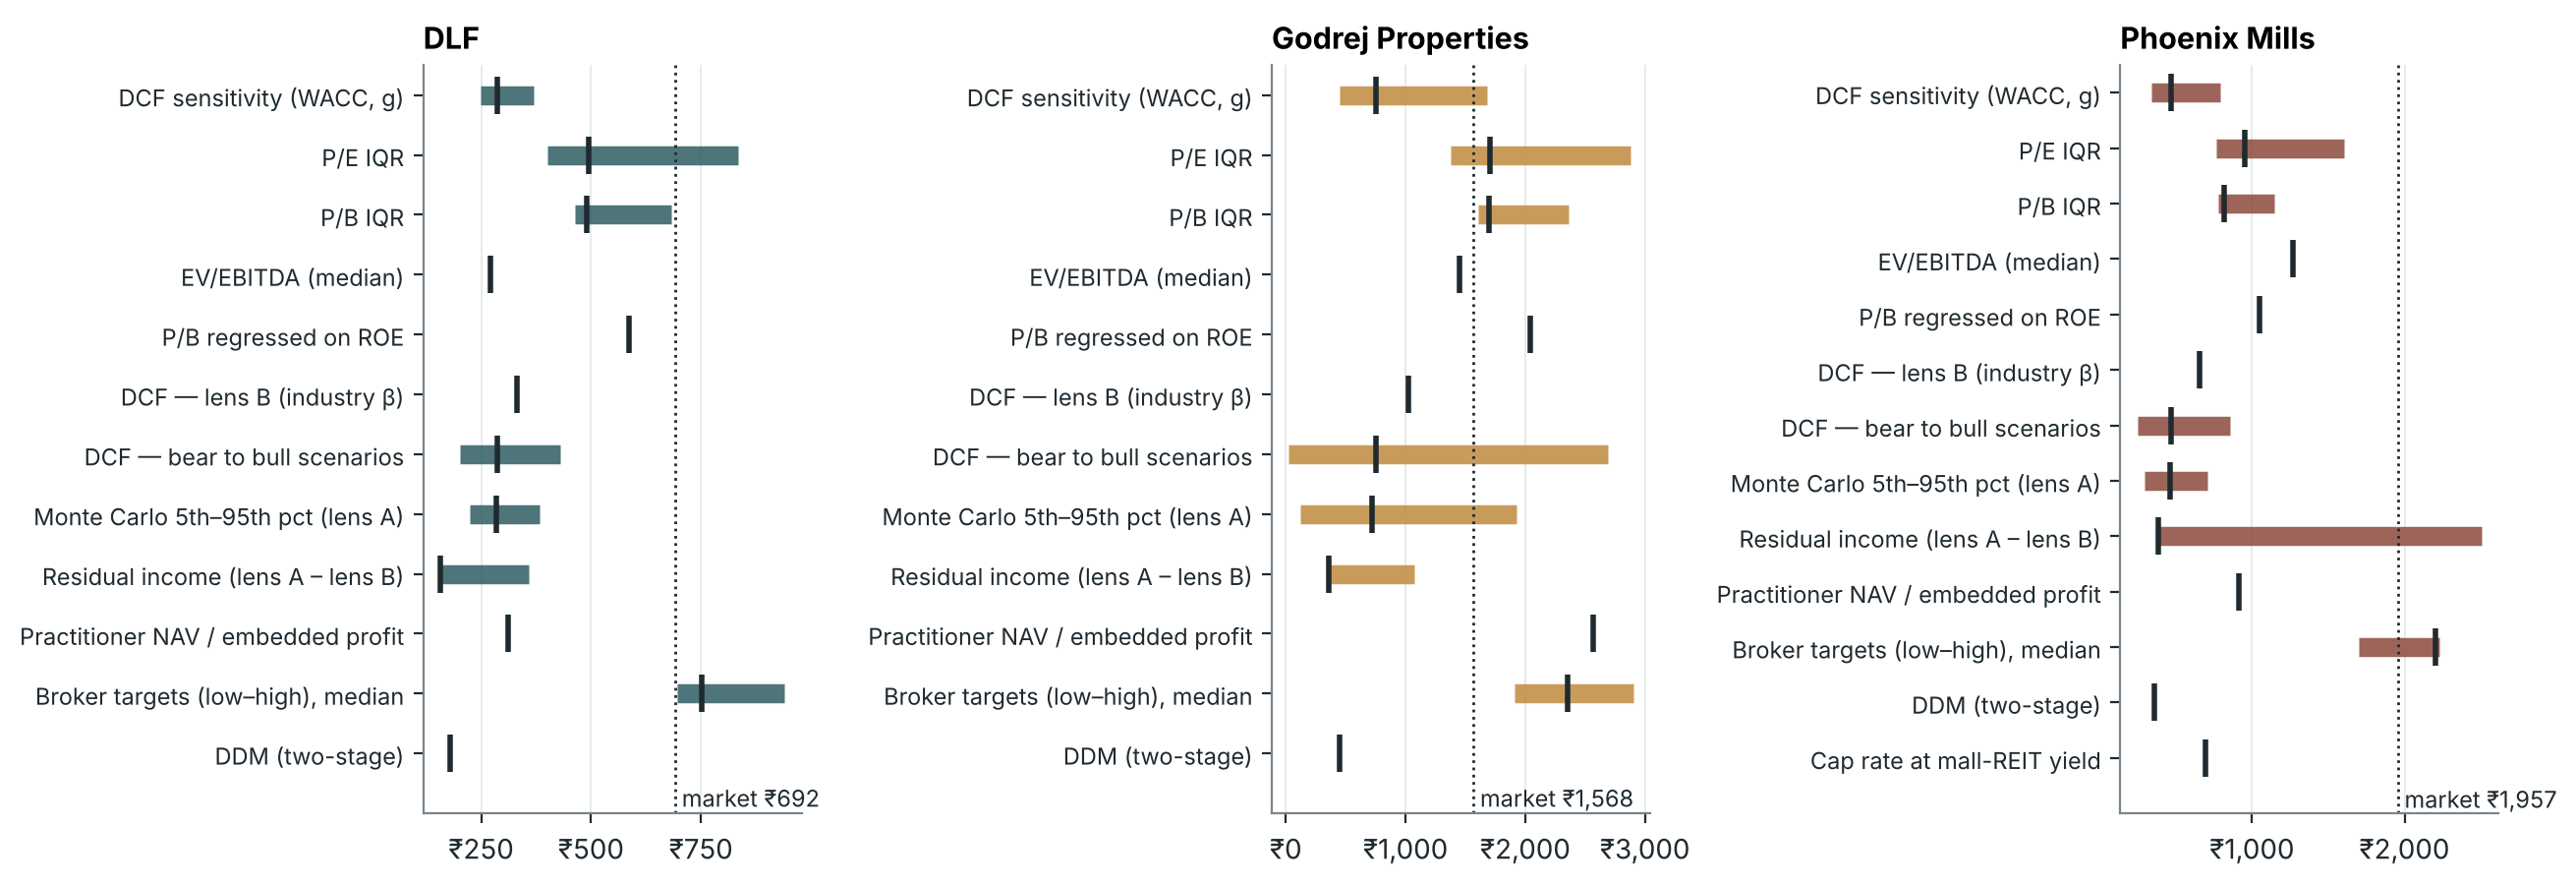 DLF
DCF sensitivity (WACC, g)
P/E IQR
P/B IQR
EV/EBITDA (median)
P/B regressed on ROE
DCF — lens B (industry β)
DCF — bear to bull scenarios
Monte Carlo 5th–95th pct (lens A)
Residual income (lens A – lens B)
Practitioner NAV / embedded profit
Broker targets (low–high), median
DDM (two-stage)
market ₹692
₹250 ₹500 ₹750
Godrej Properties
DCF sensitivity (WACC, g)
P/E IQR
P/B IQR
EV/EBITDA (median)
P/B regressed on ROE
DCF — lens B (industry β)
DCF — bear to bull scenarios
Monte Carlo 5th–95th pct (lens A)
Residual income (lens A – lens B)
Practitioner NAV / embedded profit
Broker targets (low–high), median
DDM (two-stage)
market ₹1,568
₹0 ₹1,000 ₹2,000 ₹3,000
Phoenix Mills
DCF sensitivity (WACC, g)
P/E IQR
P/B IQR
EV/EBITDA (median)
P/B regressed on ROE
DCF — lens B (industry β)
DCF — bear to bull scenarios
Monte Carlo 5th–95th pct (lens A)
Residual income (lens A – lens B)
Practitioner NAV / embedded profit
Broker targets (low–high), median
DDM (two-stage)
Cap rate at mall-REIT yield
market ₹1,957
₹1,000 ₹2,000